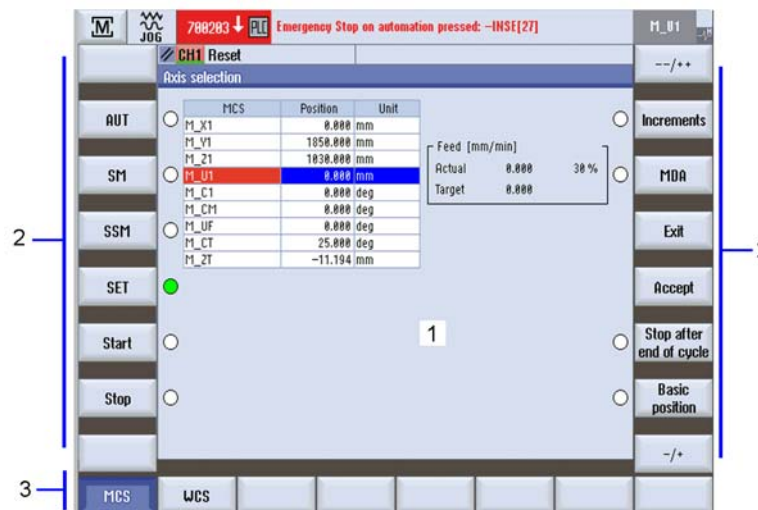 M JOG 700203 PLC Emergency Stop on automation pressed: --INSE[27] M_U1
CH1 Reset
Axis selection
--/++
AUT
SM
SSM
SET
Start
Stop
MCS Position Unit
M_X1 0.000 mm
M_Y1 1850.000 mm
M_Z1 1030.000 mm
M_U1 0.000 mm
M_C1 0.000 deg
M_CM 0.000 deg
M_UF 0.000 deg
M_CT 25.000 deg
M_ZT -11.194 mm
Feed [mm/min]
Actual 0.000 30 %
Target 0.000
Increments
MDA
Exit
Accept
Stop after
end of cycle
Basic
position
-/+
1
2
3
MCS WCS